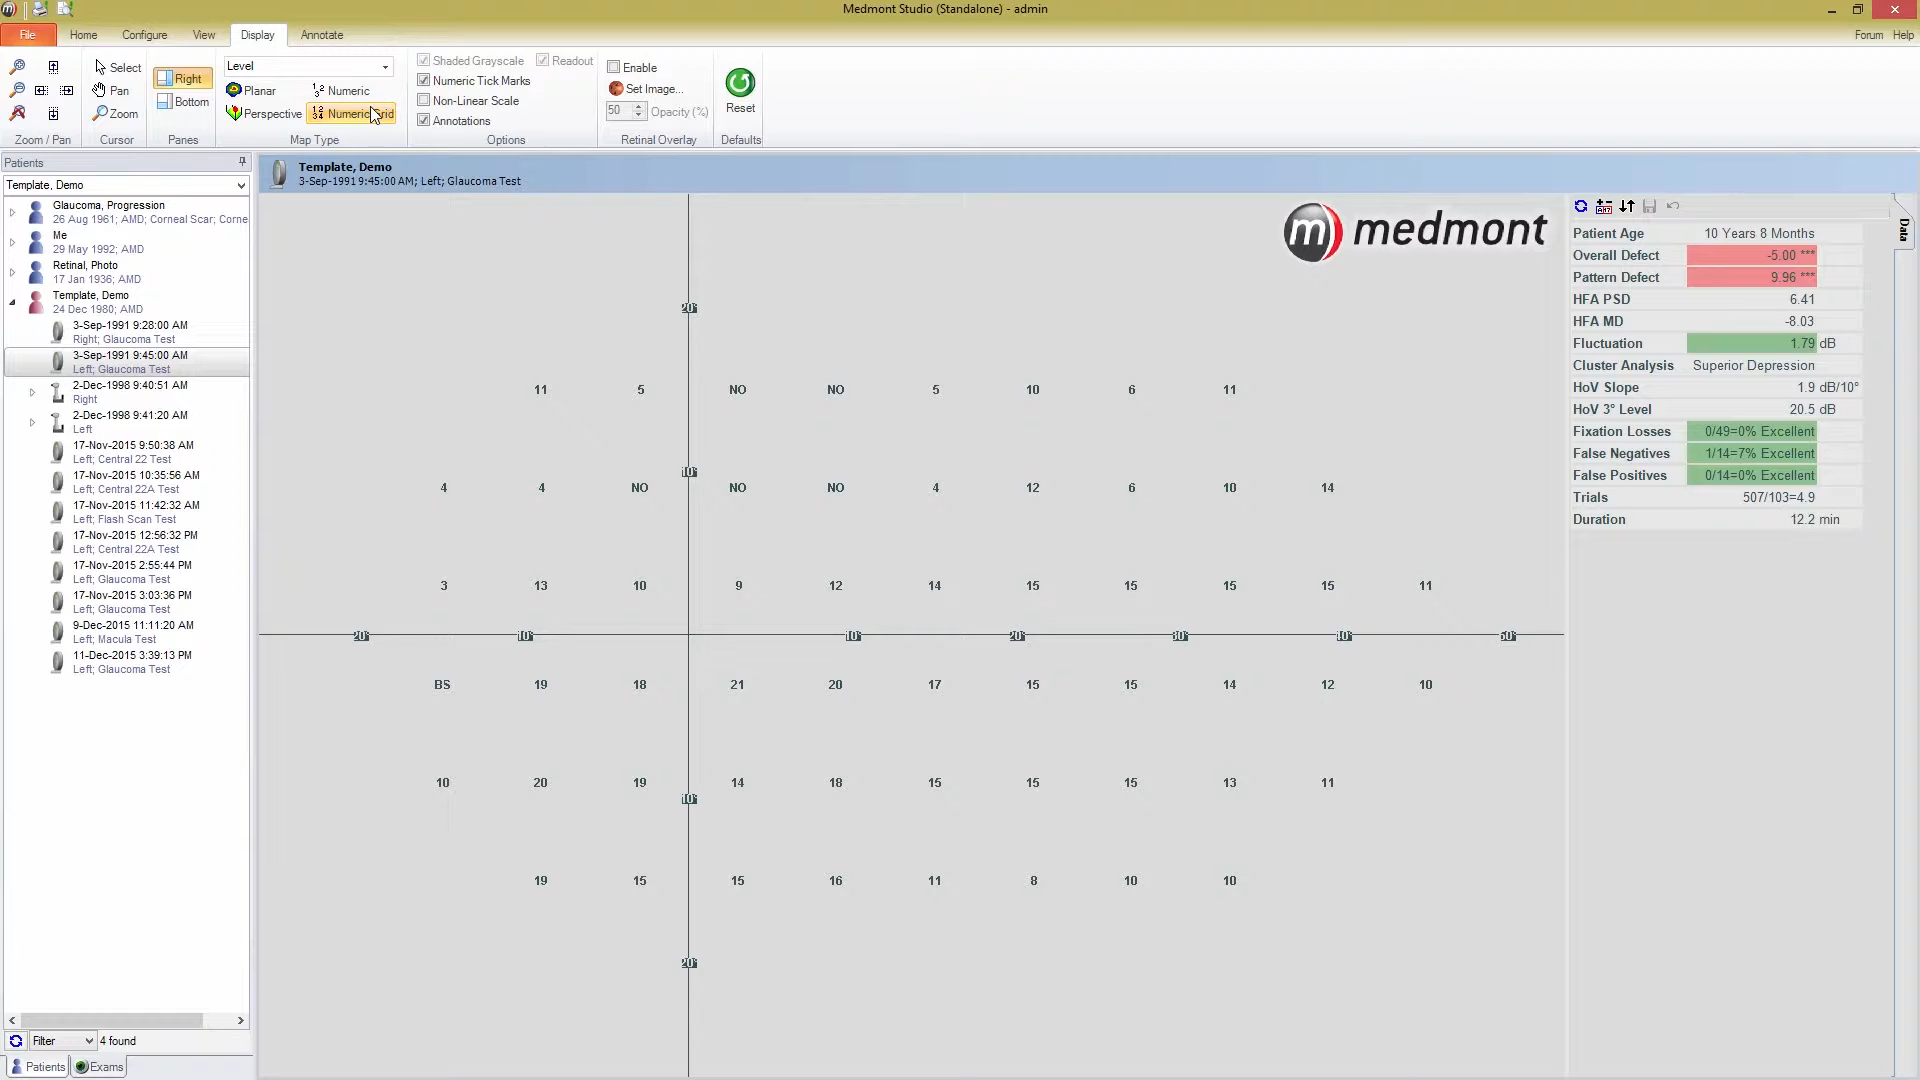 Medmont Studio (Standalone) - admin
File Home Configure View Display Annotate Forum Help
Select
Pan
Zoom
Right
Bottom
Level
Planar Numeric
Perspective
Shaded Grayscale Readout
Numeric Tick Marks
Non-Linear Scale
Annotations
Enable
Set Image...
50 Opacity (%)
Reset
Zoom / Pan Cursor Panes Map Type Options Retinal Overlay Defaults
Patients
Template, Demo
Glaucoma, Progression
26 Aug 1961; AMD; Corneal Scar; Corne
Me
29 May 1992; AMD
Retinal, Photo
17 Jan 1936; AMD
Template, Demo
24 Dec 1980; AMD
3-Sep-1991 9:28:00 AM
Right; Glaucoma Test
3-Sep-1991 9:45:00 AM
Left; Glaucoma Test
2-Dec-1998 9:40:51 AM
Right
2-Dec-1998 9:41:20 AM
Left
17-Nov-2015 9:50:38 AM
Left; Central 22 Test
17-Nov-2015 10:35:56 AM
Left; Central 22A Test
17-Nov-2015 11:42:32 AM
Left; Flash Scan Test
17-Nov-2015 12:56:32 PM
Left; Central 22A Test
17-Nov-2015 2:55:44 PM
Left; Glaucoma Test
17-Nov-2015 3:03:36 PM
Left; Glaucoma Test
9-Dec-2015 11:11:20 AM
Left; Macula Test
11-Dec-2015 3:39:13 PM
Left; Glaucoma Test
Filter 4 found
Patients Exams
Template, Demo
3-Sep-1991 9:45:00 AM; Left; Glaucoma Test
m medmont
20°
11 5 NO NO 5 10 6 11
10°
4 4 NO NO NO 4 12 6 10 14
3 13 10 9 12 14 15 15 15 15 11
20° 10° 10° 20° 30° 40° 50°
BS 19 18 21 20 17 15 15 14 12 10
10 20 19 14 18 15 15 15 13 11
10°
19 15 15 16 11 8 10 10
20°
Data
Patient Age 10 Years 8 Months
Overall Defect -5.00 ***
Pattern Defect 9.96 ***
HFA PSD 6.41
HFA MD -8.03
Fluctuation 1.79 dB
Cluster Analysis Superior Depression
HoV Slope 1.9 dB/10°
HoV 3° Level 20.5 dB
Fixation Losses 0/49=0% Excellent
False Negatives 1/14=7% Excellent
False Positives 0/14=0% Excellent
Trials 507/103=4.9
Duration 12.2 min